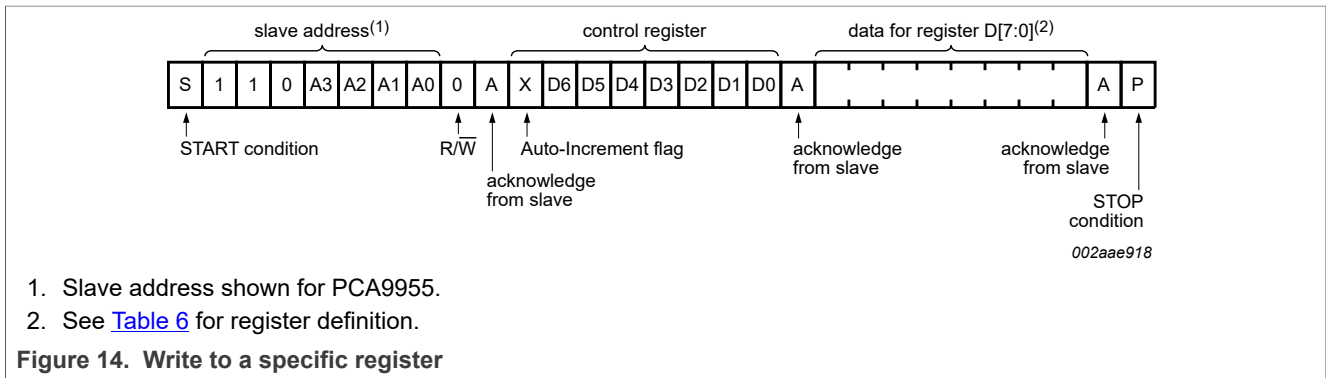 slave address(1) control register data for register D[7:0](2)
S 1 1 0 A3 A2 A1 A0 0 A X D6 D5 D4 D3 D2 D1 D0 A A P
START condition R/W̅ Auto-Increment flag acknowledge from slave acknowledge from slave
acknowledge from slave
STOP condition
002aae918
1. Slave address shown for PCA9955.
2. See Table 6 for register definition.
Figure 14. Write to a specific register